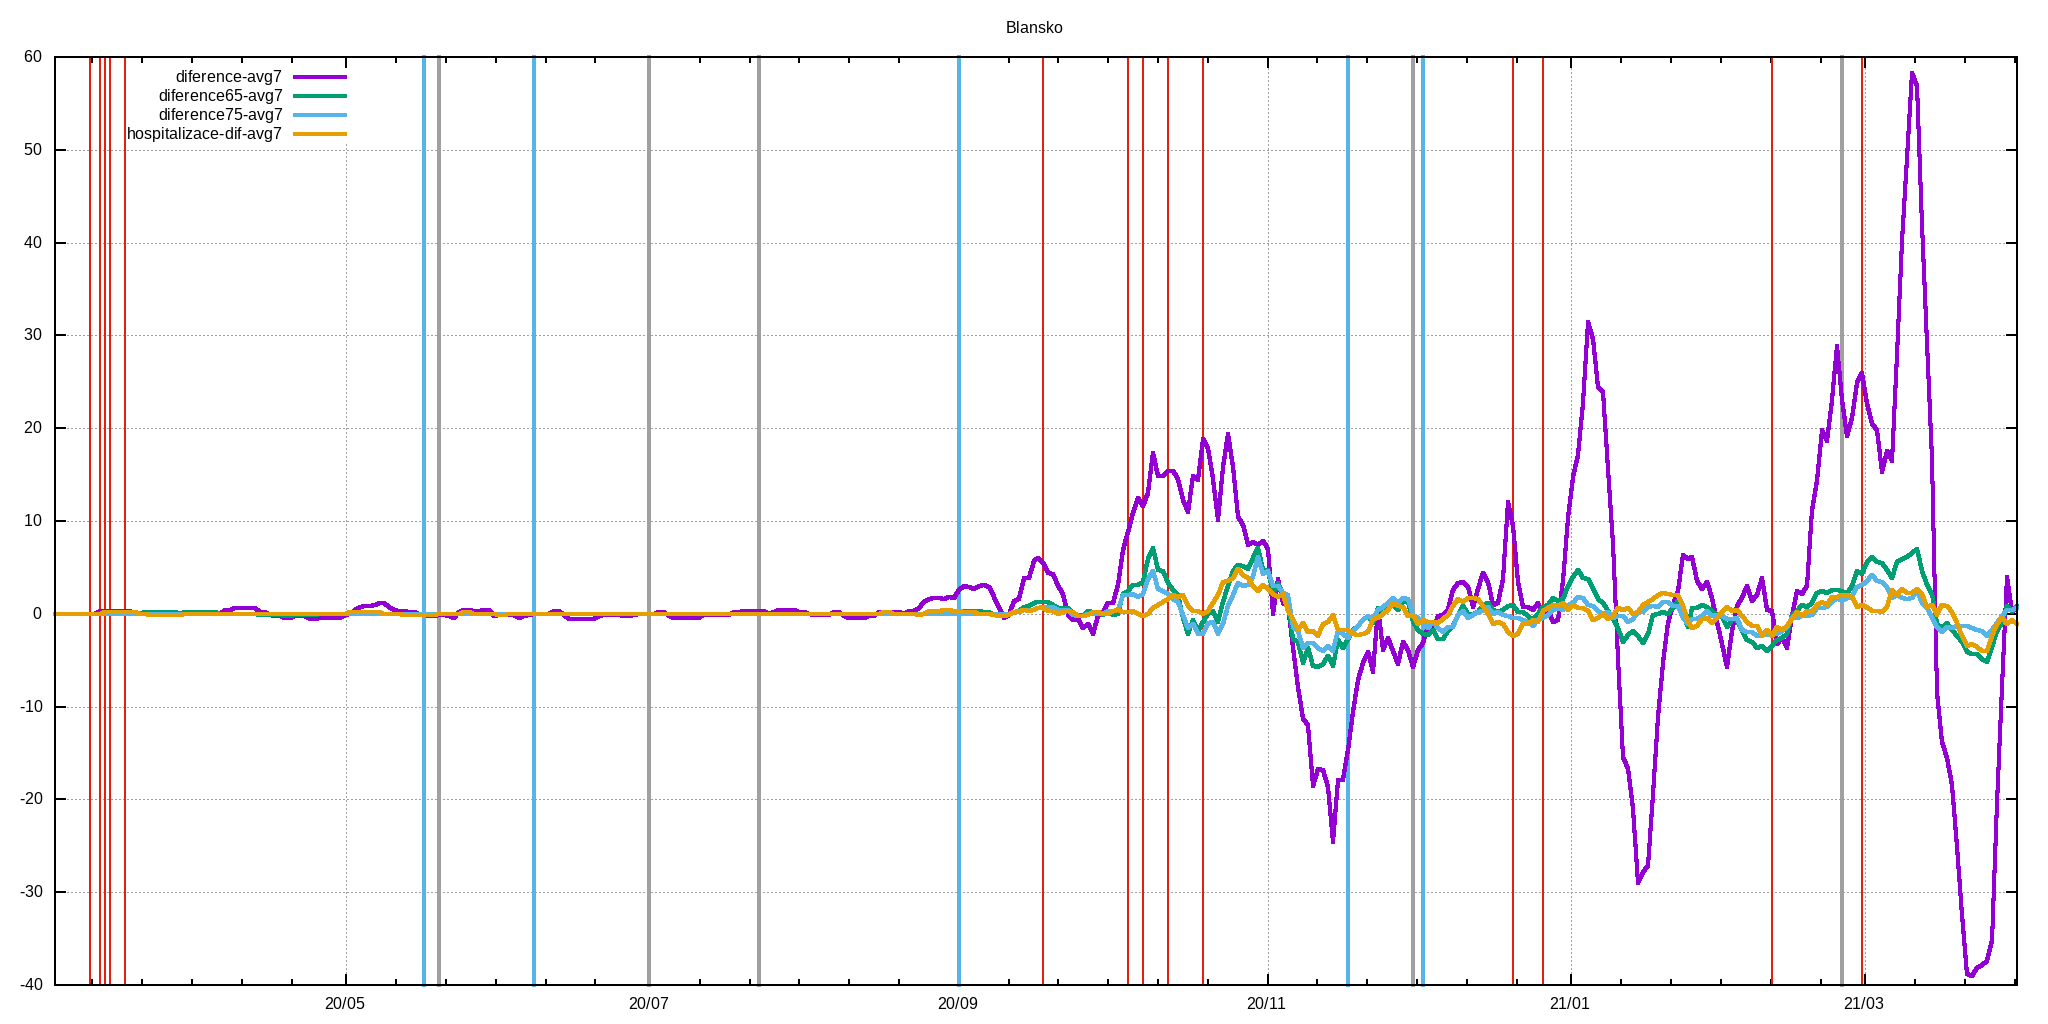 Blansko
60
50
40
30
20
10
0
-10
-20
-30
-40
diference-avg7
diference65-avg7
diference75-avg7
hospitalizace-dif-avg7
20/05 20/07 20/09 20/11 21/01 21/03